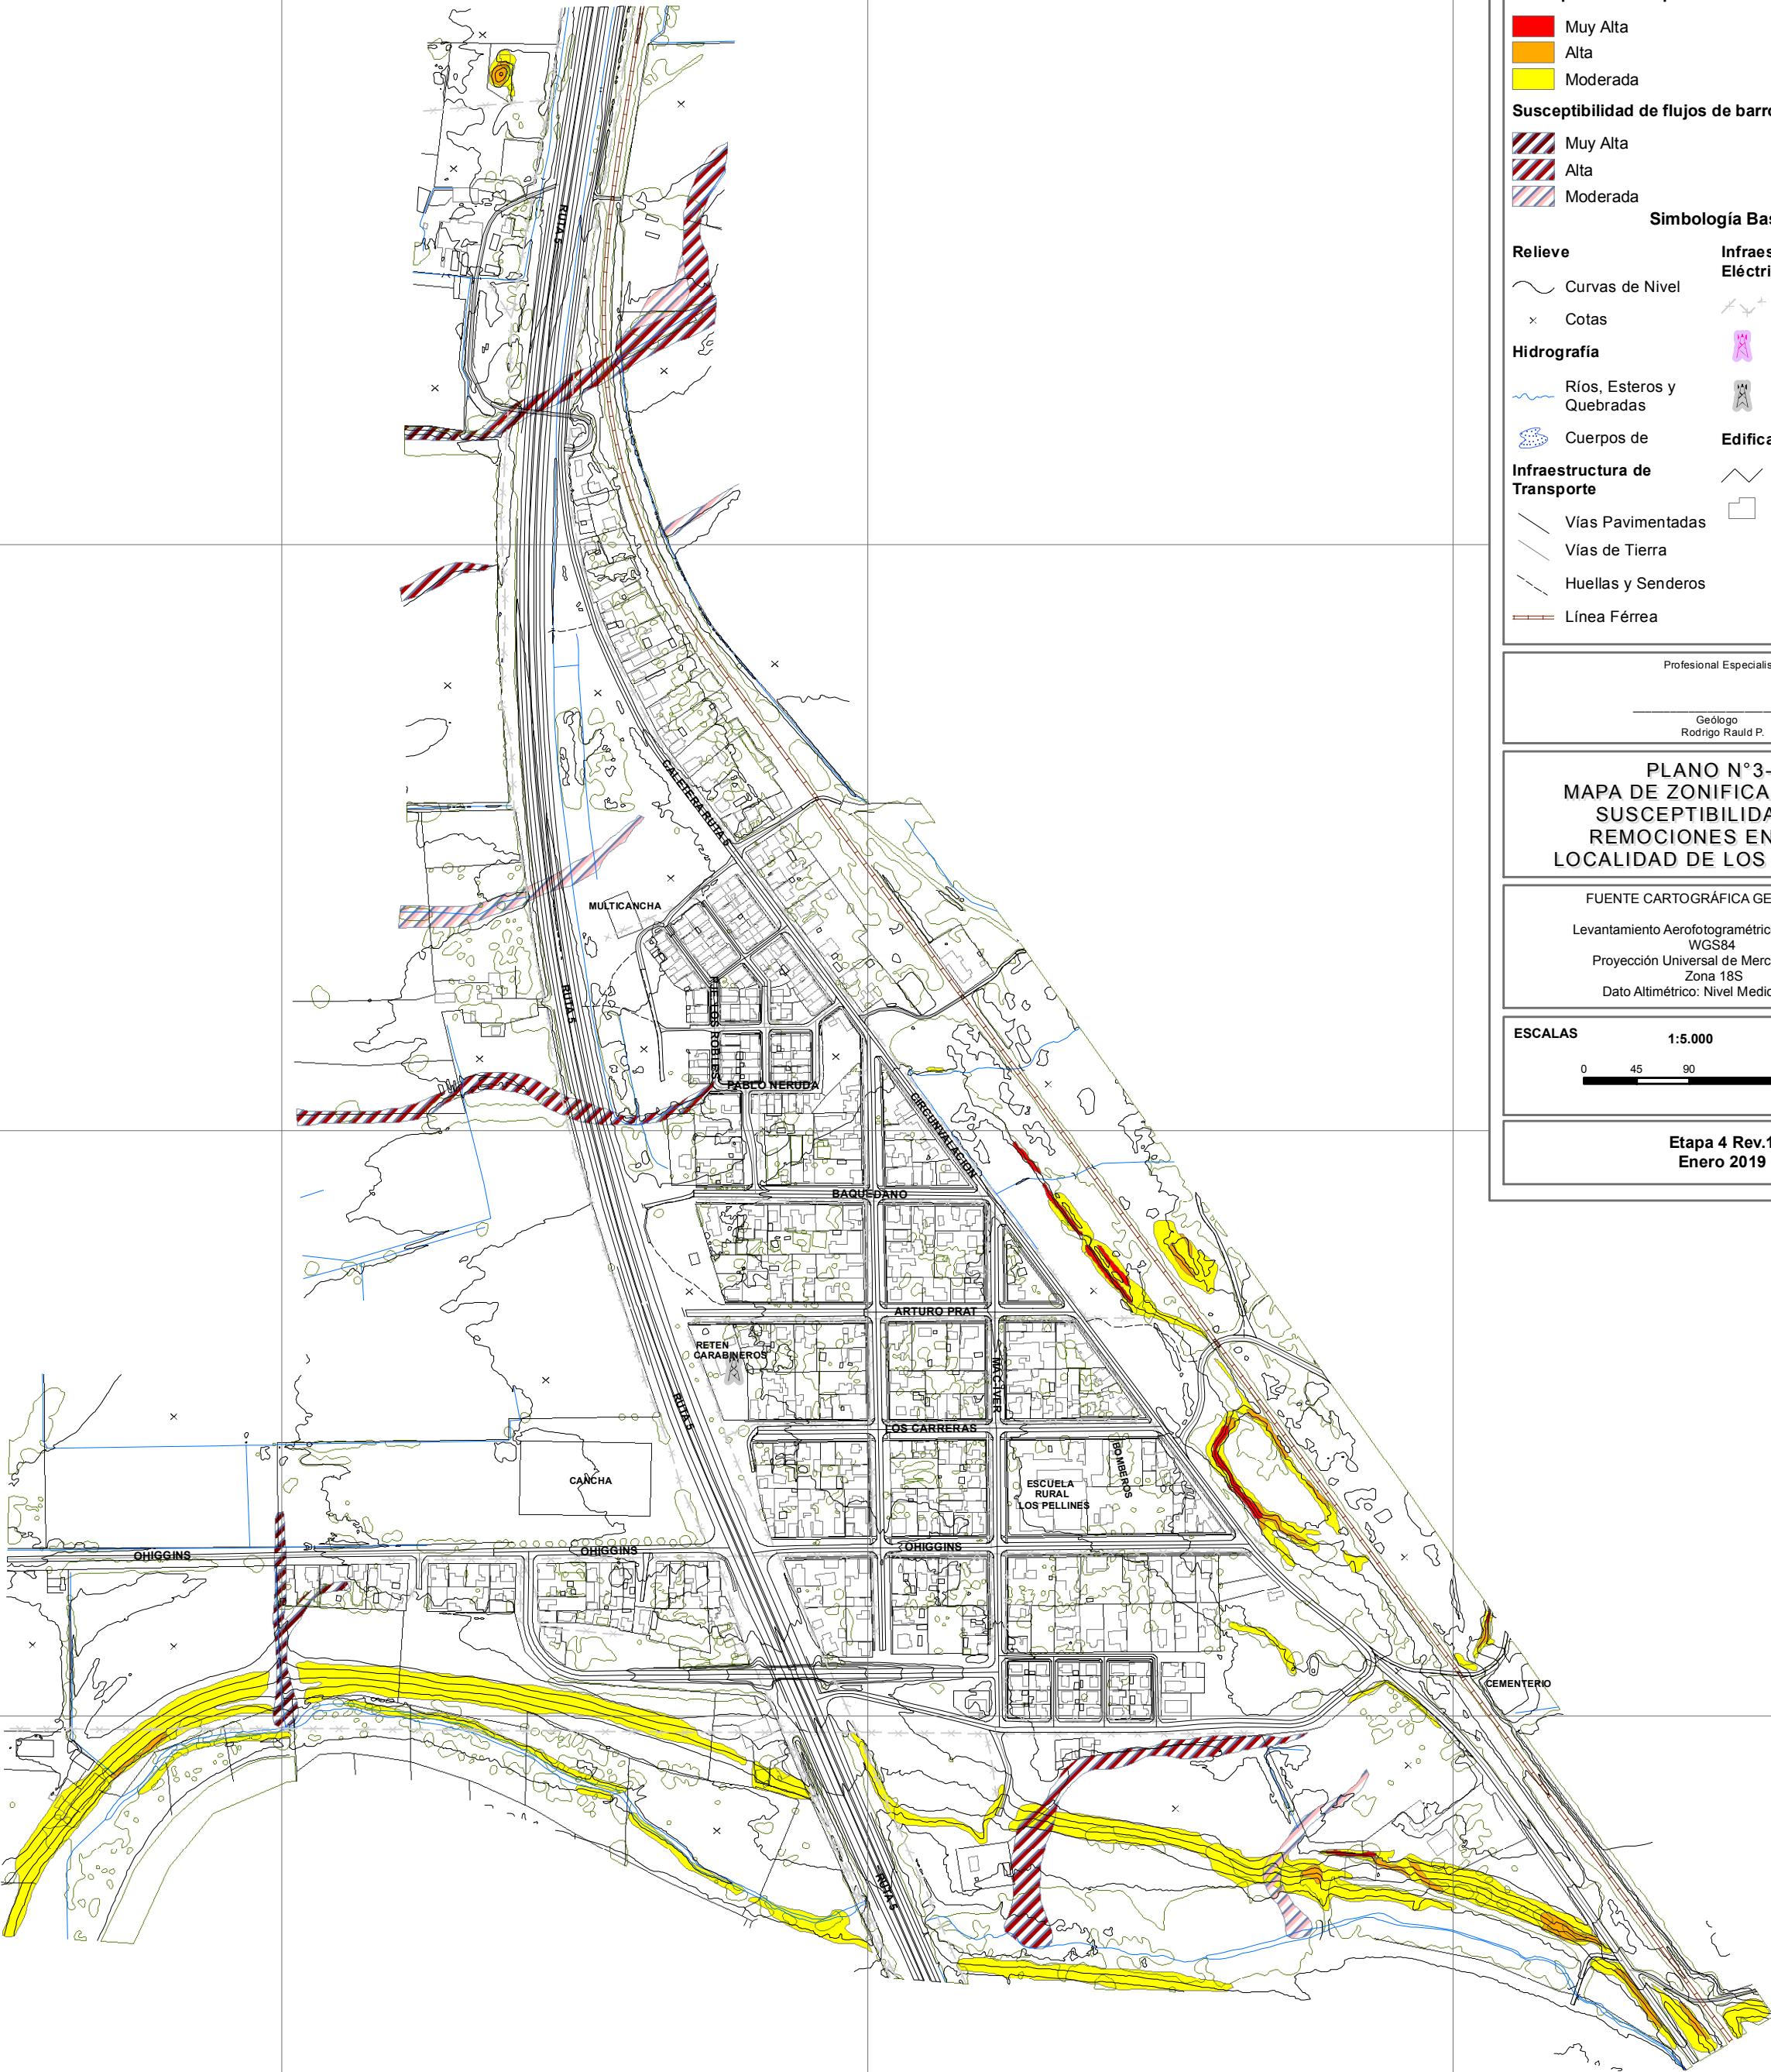 Muy Alta
Alta
Moderada
Susceptibilidad de flujos de barro
Muy Alta
Alta
Moderada
Simbología Bas
Relieve
Infraes
Eléctri
Curvas de Nivel
Cotas
Hidrografía
Ríos, Esteros y
Quebradas
Cuerpos de
Edifica
Infraestructura de
Transporte
Vías Pavimentadas
Vías de Tierra
Huellas y Senderos
Línea Férrea
Profesional Especialis
Geólogo
Rodrigo Rauld P.
PLANO N°3-
MAPA DE ZONIFICA
SUSCEPTIBILIDA
REMOCIONES EN
LOCALIDAD DE LOS
FUENTE CARTOGRÁFICA GE
Levantamiento Aerofotogramétric
WGS84
Proyección Universal de Merc
Zona 18S
Dato Altimétrico: Nivel Medio
ESCALAS
1:5.000
0 45 90
Etapa 4 Rev.1
Enero 2019
RUTA 5
CALETERA RUTA 5
MULTICANCHA
RUTA 5
PJE LOS ROBLES
PABLO NERUDA
CIRCUNVALACION
BAQUEDANO
ARTURO PRAT
RETEN
CARABINEROS
MAC IVER
RUTA 5
LOS CARRERAS
CANCHA
ESCUELA
RURAL
LOS PELLINES
BOMBEROS
OHIGGINS
OHIGGINS
OHIGGINS
CEMENTERIO
RUTA 5